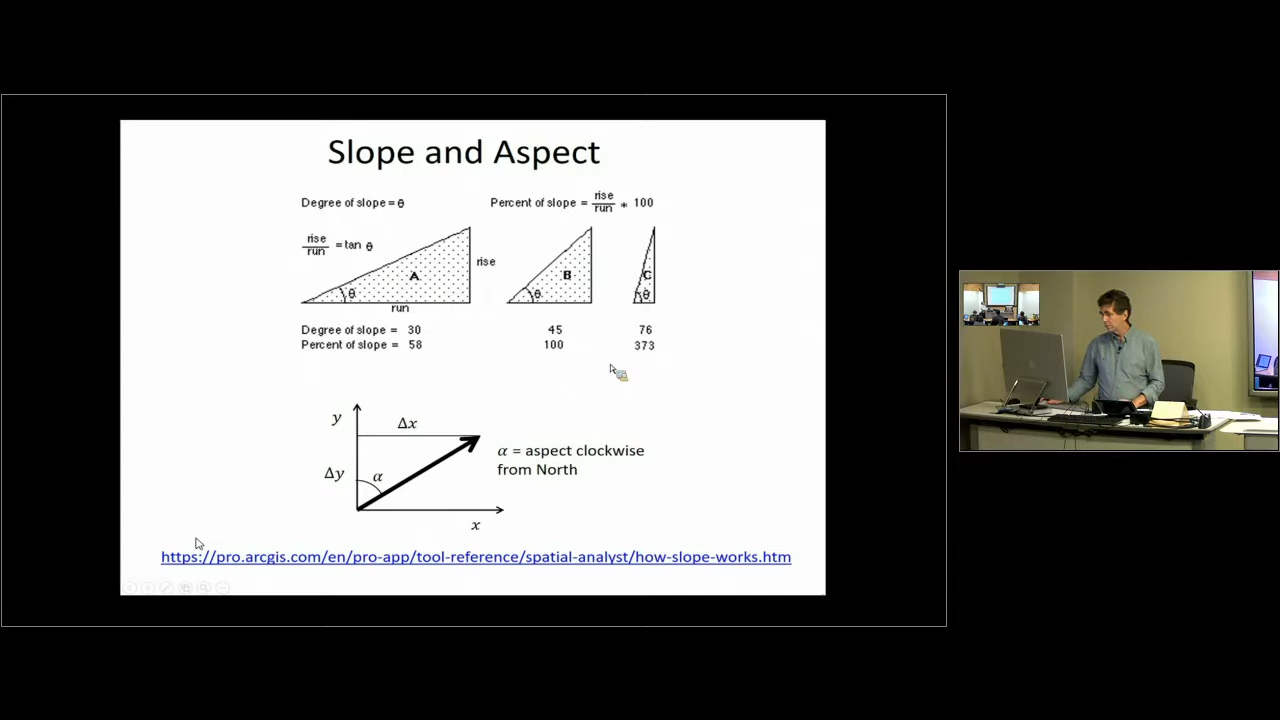 Slope and Aspect
Degree of slope = θ
Percent of slope = rise/run * 100
rise/run = tan θ
A
θ
run
rise
B
θ
C
θ
Degree of slope = 30 45 76
Percent of slope = 58 100 373
y
Δx
Δy
α
x
α = aspect clockwise
from North
https://pro.arcgis.com/en/pro-app/tool-reference/spatial-analyst/how-slope-works.htm